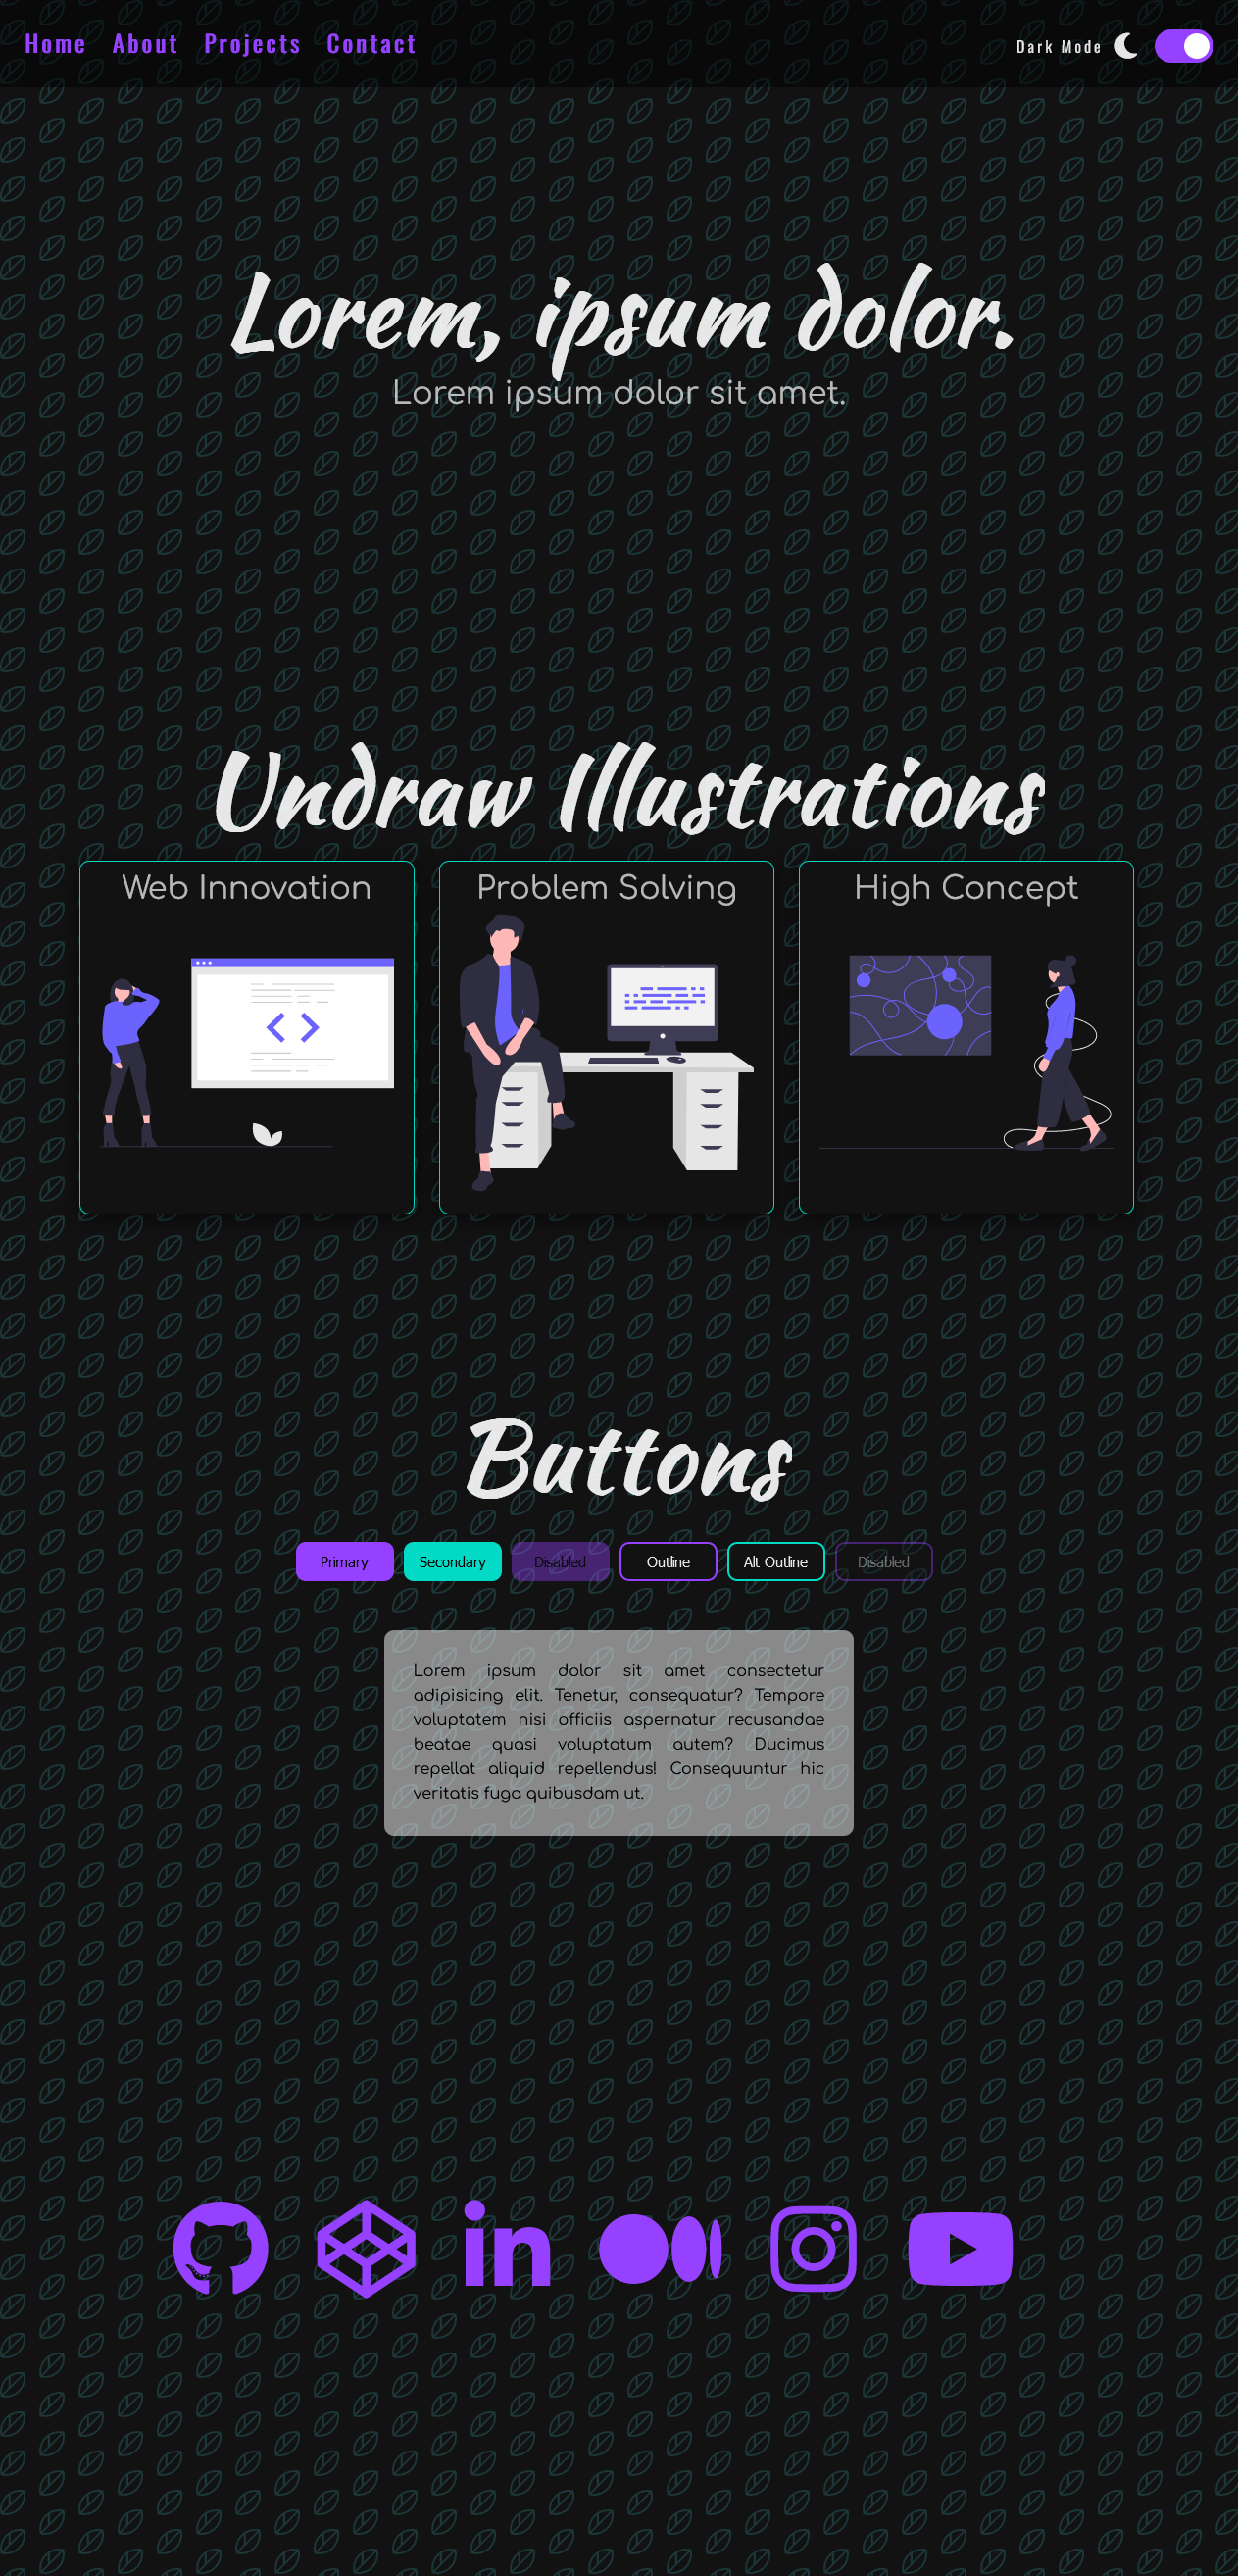 Home About Projects Contact Dark Mode
Lorem, ipsum dolor.
Lorem ipsum dolor sit amet.
Undraw Illustrations
Web Innovation Problem Solving High Concept
Buttons
Primary Secondary Disabled Outline Alt Outline Disabled
Lorem ipsum dolor sit amet consectetur
adipisicing elit. Tenetur, consequatur? Tempore
voluptatem nisi officiis aspernatur recusandae
beatae quasi voluptatum autem? Ducimus
repellat aliquid repellendus! Consequuntur hic
veritatis fuga quibusdam ut.
in